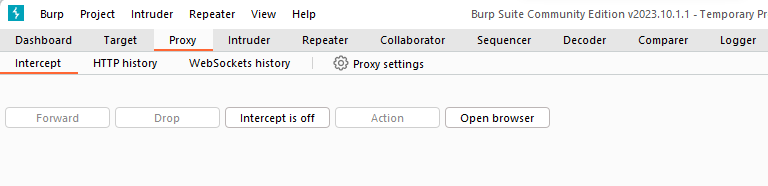 Burp Project Intruder Repeater View Help Burp Suite Community Edition v2023.10.1.1 - Temporary Pr
Dashboard Target Proxy Intruder Repeater Collaborator Sequencer Decoder Comparer Logger
Intercept HTTP history WebSockets history Proxy settings
Forward Drop Intercept is off Action Open browser